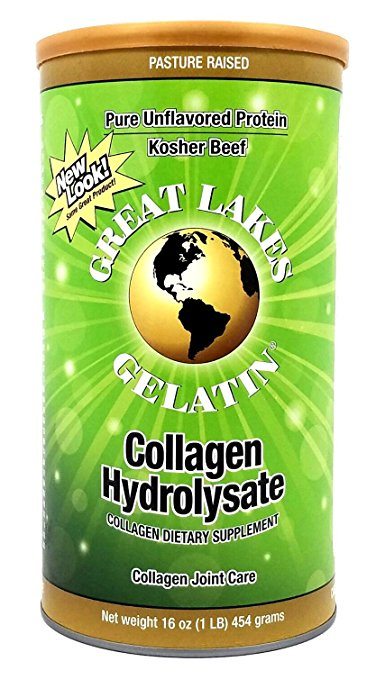 PASTURE RAISED
Pure Unflavored Protein
Kosher Beef
New
Look!
Same Great Product!
GREAT LAKES
GELATIN®
Collagen
Hydrolysate
COLLAGEN DIETARY SUPPLEMENT
Collagen Joint Care
Net weight 16 oz (1 LB) 454 grams